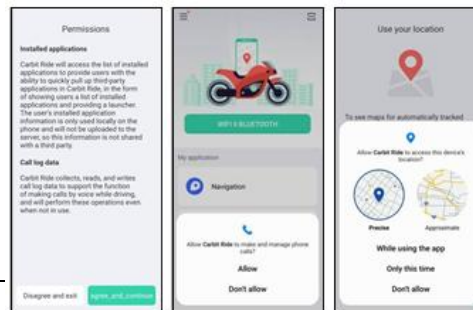 Permissions
Installed applications
Carbit Ride will access the list of installed
applications to provide users with the
ability to quickly pull up third-party
applications in Carbit Ride, in the form
of showing users a list of installed
applications and providing a launcher.
The user's installed application
information is only used locally on the
phone and will not be uploaded to the
server, so this information is not shared
with a third party.
Call log data
Carbit Ride collects, reads, and writes
call log data to support the function
of making calls by voice while driving,
and will perform these operations even
when not in use.
Disagree and exit
agree_and_continue
WIFI & BLUETOOTH
My application
Navigation
Allow Carbit Ride to make and manage phone
calls?
Allow
Don't allow
Use your location
To see maps for automatically tracked
Allow Carbit Ride to access this device's
location?
Precise
Approximate
While using the app
Only this time
Don't allow